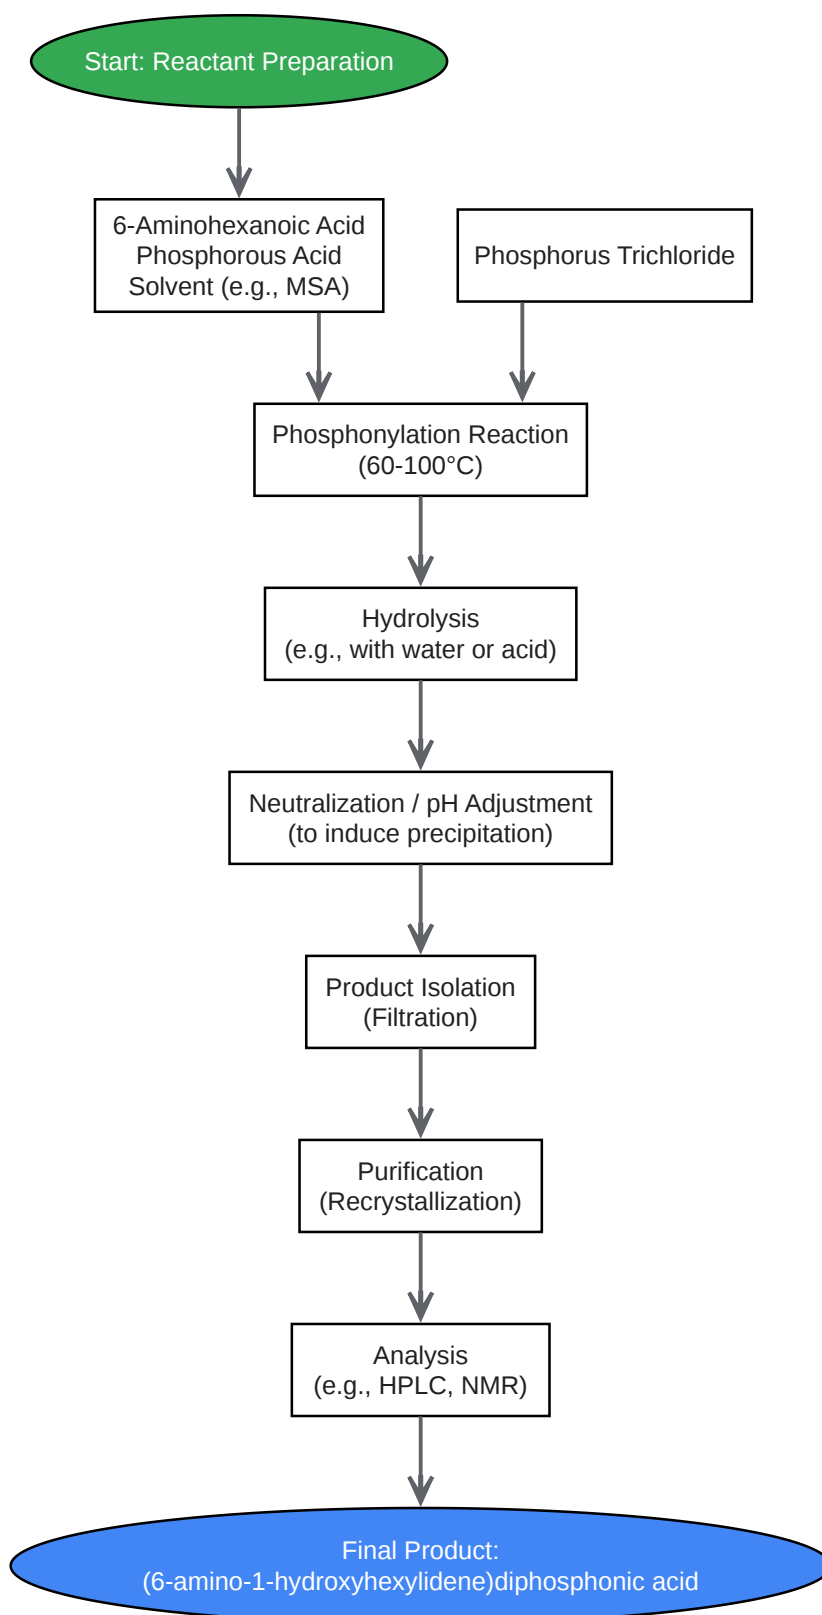 Start: Reactant Preparation
6-Aminohexanoic Acid
Phosphorous Acid
Solvent (e.g., MSA)
Phosphorus Trichloride
Phosphonylation Reaction
(60-100°C)
Hydrolysis
(e.g., with water or acid)
Neutralization / pH Adjustment
(to induce precipitation)
Product Isolation
(Filtration)
Purification
(Recrystallization)
Analysis
(e.g., HPLC, NMR)
Final Product:
(6-amino-1-hydroxyhexylidene)diphosphonic acid